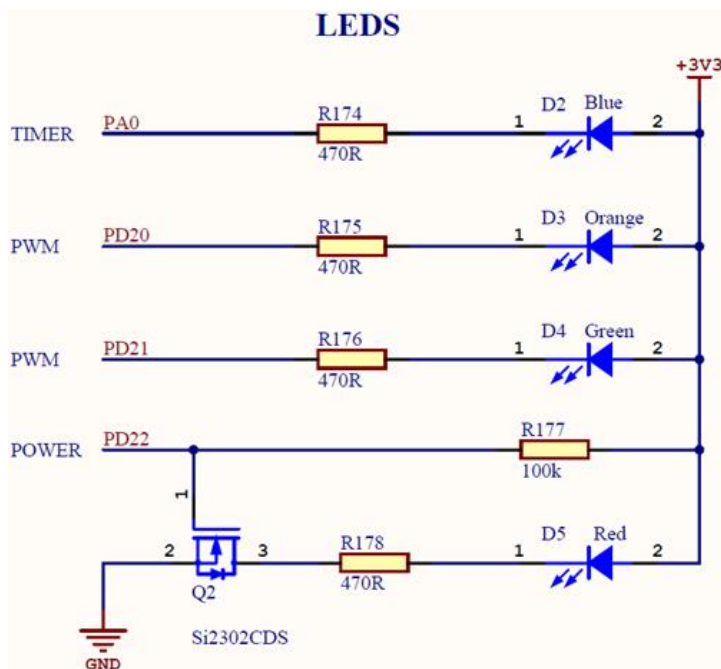 LEDS
+3V3
TIMER PA0 R174 470R 1 D2 Blue 2
PWM PD20 R175 470R 1 D3 Orange 2
PWM PD21 R176 470R 1 D4 Green 2
POWER PD22 R177 100k
1
2 Q2 3 R178 470R 1 D5 Red 2
Si2302CDS
GND